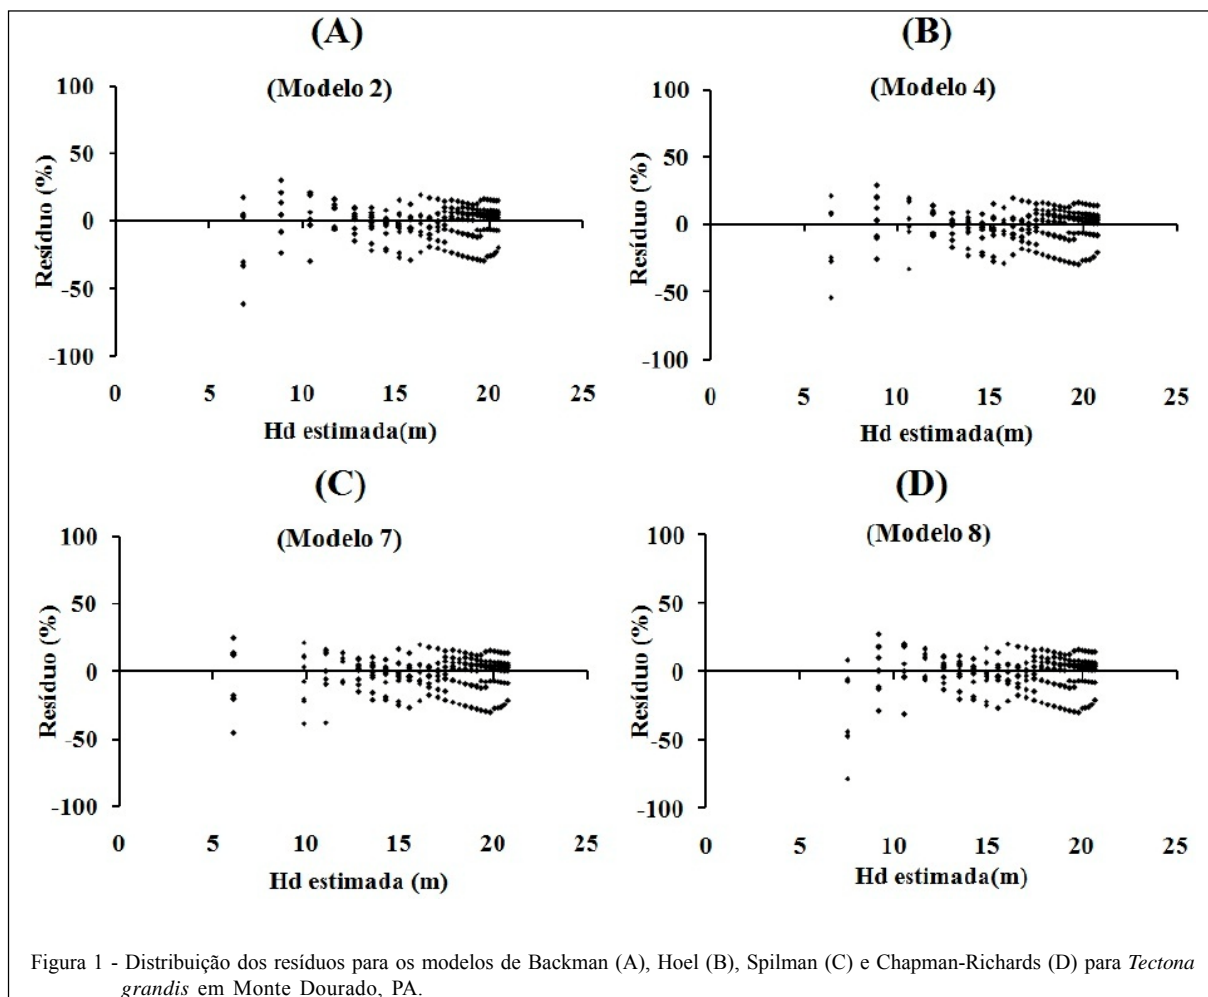 (A)
(Modelo 2)
100
50
0
-50
-100
Resíduo (%)
0 5 10 15 20 25
Hd estimada(m)
(B)
(Modelo 4)
100
50
0
-50
-100
Resíduo (%)
0 5 10 15 20 25
Hd estimada(m)
(C)
(Modelo 7)
100
50
0
-50
-100
Resíduo (%)
0 5 10 15 20 25
Hd estimada (m)
(D)
(Modelo 8)
100
50
0
-50
-100
Resíduo (%)
0 5 10 15 20 25
Hd estimada(m)
Figura 1 - Distribuição dos resíduos para os modelos de Backman (A), Hoel (B), Spilman (C) e Chapman-Richards (D) para Tectona
grandis em Monte Dourado, PA.